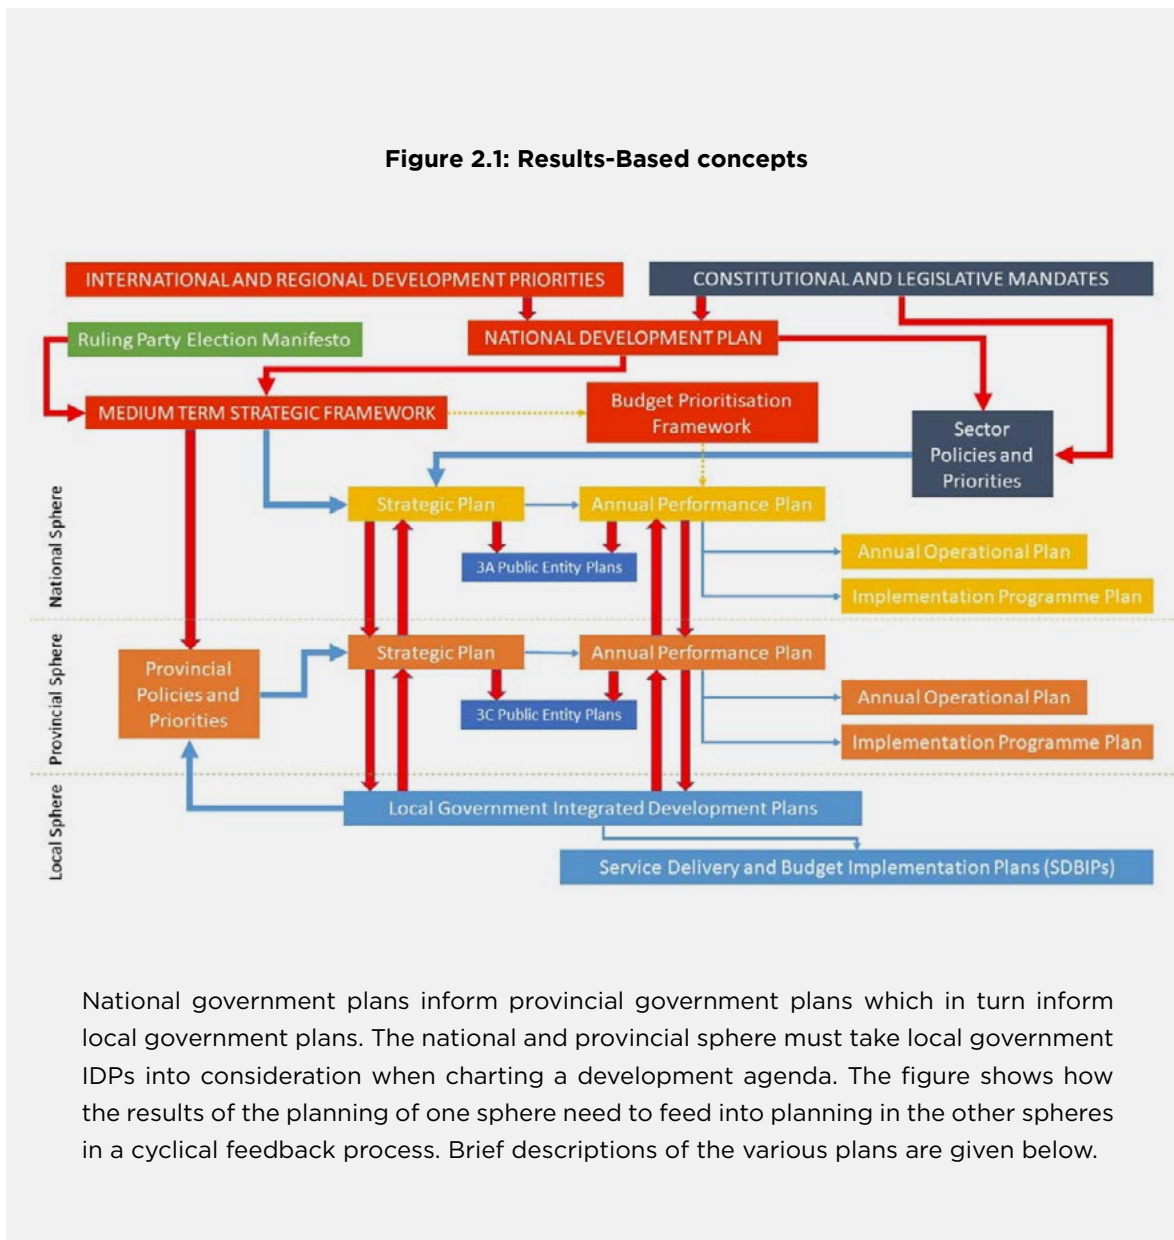 Figure 2.1: Results-Based concepts
INTERNATIONAL AND REGIONAL DEVELOPMENT PRIORITIES
CONSTITUTIONAL AND LEGISLATIVE MANDATES
Ruling Party Election Manifesto
NATIONAL DEVELOPMENT PLAN
MEDIUM TERM STRATEGIC FRAMEWORK
Budget Prioritisation
Framework
Sector
Policies and
Priorities
National Sphere
Strategic Plan
Annual Performance Plan
3A Public Entity Plans
Annual Operational Plan
Implementation Programme Plan
Provincial Sphere
Provincial
Policies and
Priorities
Strategic Plan
Annual Performance Plan
3C Public Entity Plans
Annual Operational Plan
Implementation Programme Plan
Local Sphere
Local Government Integrated Development Plans
Service Delivery and Budget Implementation Plans (SDBIPs)
National government plans inform provincial government plans which in turn inform
local government plans. The national and provincial sphere must take local government
IDPs into consideration when charting a development agenda. The figure shows how
the results of the planning of one sphere need to feed into planning in the other spheres
in a cyclical feedback process. Brief descriptions of the various plans are given below.